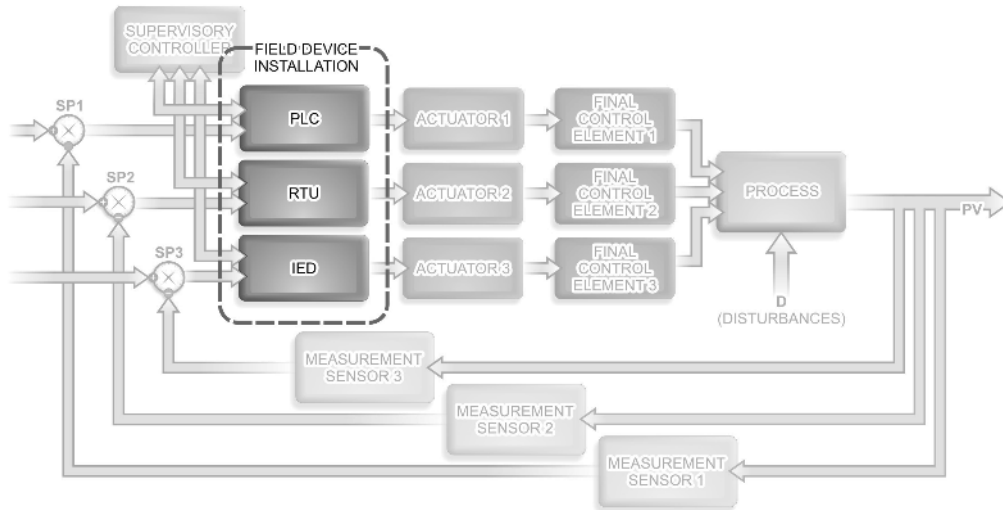 SUPERVISORY
CONTROLLER
FIELD DEVICE
INSTALLATION
SP1
PLC
ACTUATOR 1
FINAL
CONTROL
ELEMENT 1
SP2
RTU
ACTUATOR 2
FINAL
CONTROL
ELEMENT 2
PROCESS
PV
SP3
IED
ACTUATOR 3
FINAL
CONTROL
ELEMENT 3
D
(DISTURBANCES)
MEASUREMENT
SENSOR 3
MEASUREMENT
SENSOR 2
MEASUREMENT
SENSOR 1